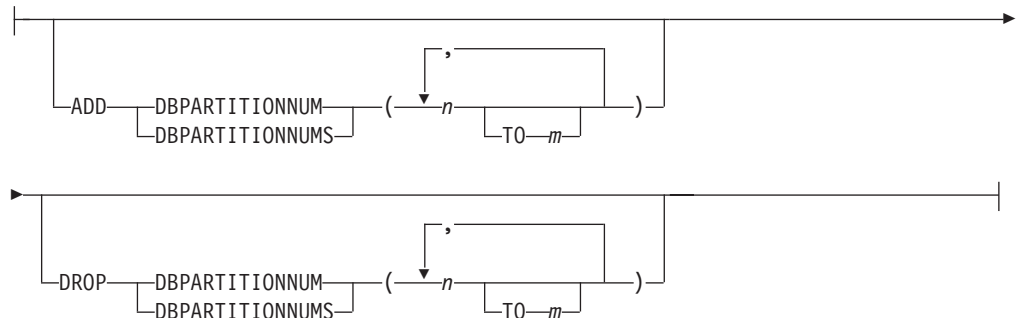 ,
ADD DBPARTITIONNUM ( n )
DBPARTITIONNUMS TO m
,
DROP DBPARTITIONNUM ( n )
DBPARTITIONNUMS TO m